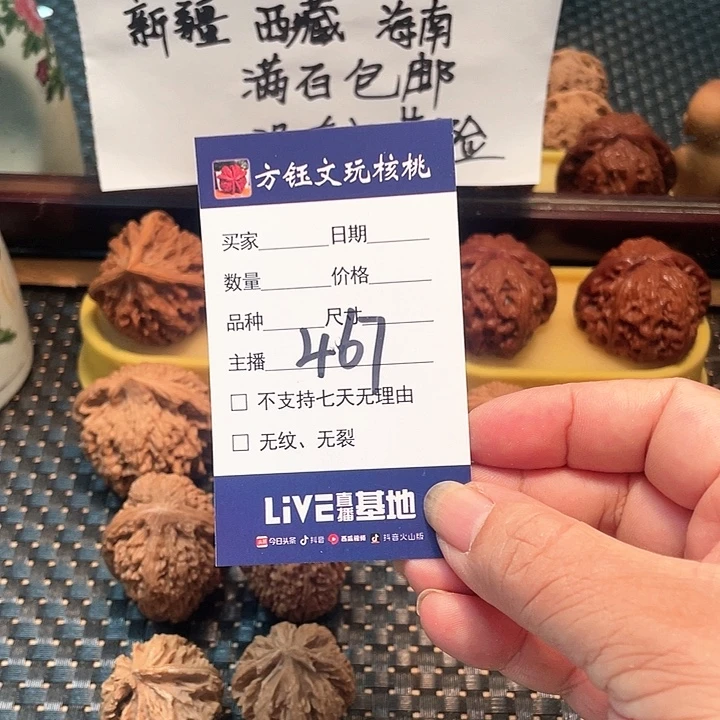 新疆 西藏 海南
满百包邮
方钰文玩核桃
买家 日期
数量 价格
品种 尺寸
主播 467
□ 不支持七天无理由
□ 无纹、无裂
LiVE直播基地
今日头条 抖音 西瓜视频 抖音火山版